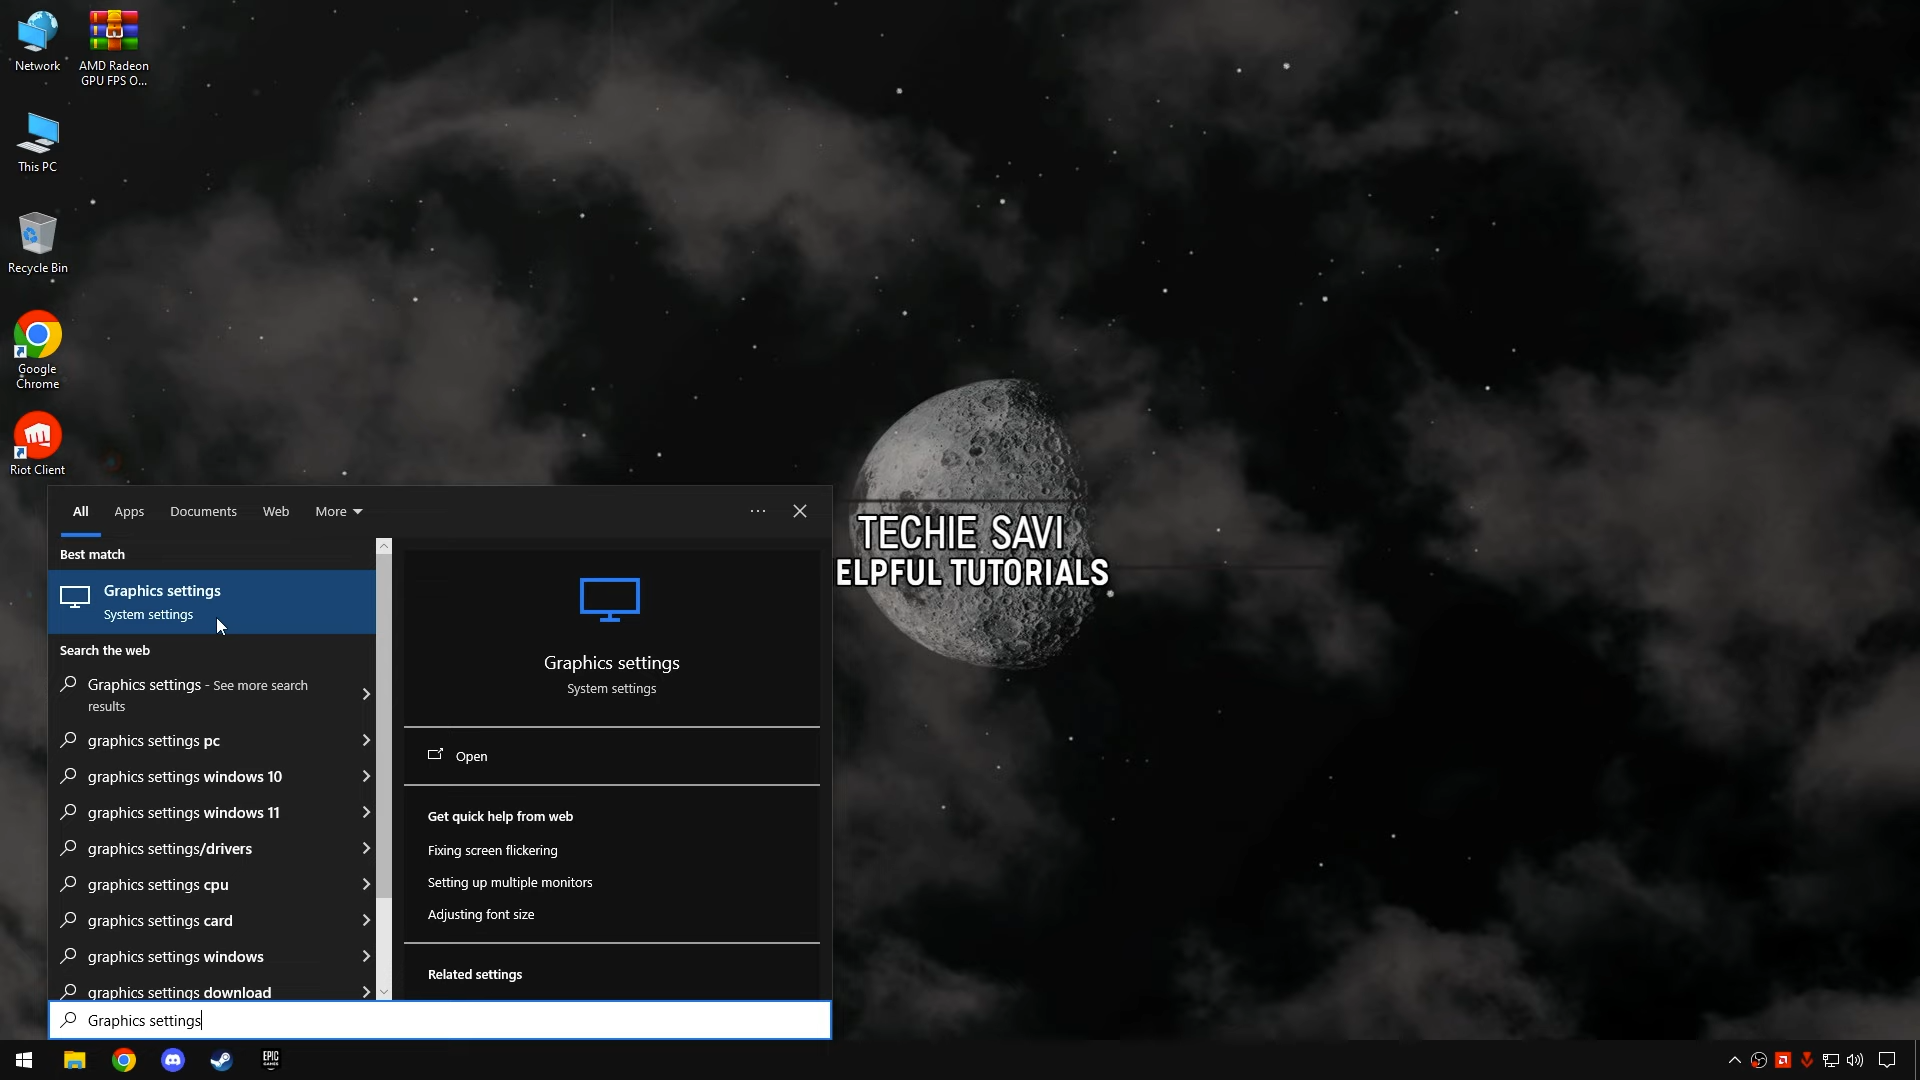 Network
AMD Radeon
GPU FPS O...
This PC
Recycle Bin
Google
Chrome
Riot Client
All
Apps
Documents
Web
More
Best match
Graphics settings
System settings
Search the web
Graphics settings - See more search
results
graphics settings pc
graphics settings windows 10
graphics settings windows 11
graphics settings/drivers
graphics settings cpu
graphics settings card
graphics settings windows
graphics settings download
Graphics settings
System settings
Open
Get quick help from web
Fixing screen flickering
Setting up multiple monitors
Adjusting font size
Related settings
TECHIE SAVI
ELPFUL TUTORIALS
Graphics settings
EPIC
GAMES